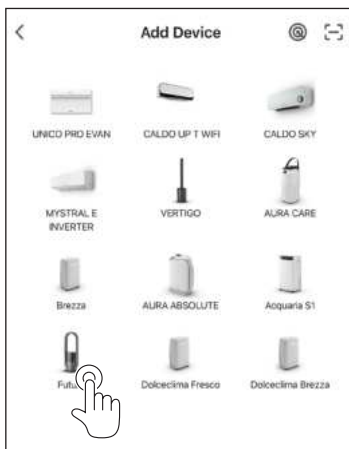 Add Device
UNICO PRO EVAN
CALDO UP T WIFI
CALDO SKY
MYSTRAL E
INVERTER
VERTIGO
AURA CARE
Brezza
AURA ABSOLUTE
Acquaria S1
Dolceclima Fresco
Dolceclima Brezza